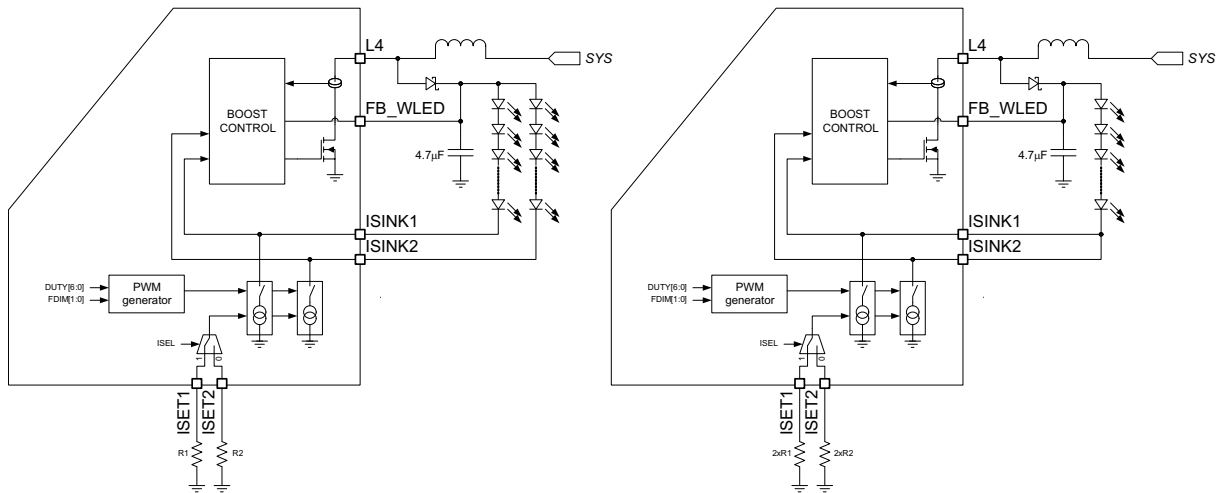 L4
SYS
BOOST
CONTROL
FB_WLED
4.7µF
ISINK1
ISINK2
DUTY[6:0]
FDIM[1:0]
PWM
generator
ISEL
1
0
ISET1
ISET2
R1
R2
L4
SYS
BOOST
CONTROL
FB_WLED
4.7µF
ISINK1
ISINK2
DUTY[6:0]
FDIM[1:0]
PWM
generator
ISEL
1
0
ISET1
ISET2
2xR1
2xR2